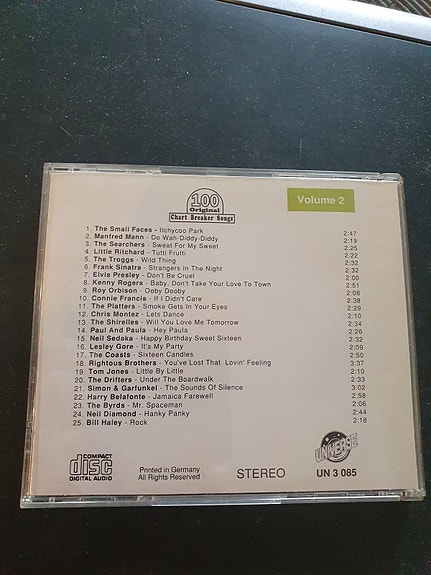 100
Original
Chart Breaker Songs
Volume 2
1. The Small Faces - Itchycoo Park 2:47
2. Manfred Mann - Do Wah-Diddy-Diddy 2:19
3. The Searchers - Sweat For My Sweet 2:25
4. Little Ritchard - Tutti Frutti 2:22
5. The Troggs - Wild Thing 2:32
6. Frank Sinatra - Strangers In The Night 2:32
7. Elvis Presley - Don't Be Cruel 2:00
8. Kenny Rogers - Baby, Don't Take Your Love To Town 2:51
9. Roy Orbison - Ooby Dooby 2:08
10. Connie Francis - If I Didn't Care 2:38
11. The Platters - Smoke Gets In Your Eyes 2:29
12. Chris Montez - Lets Dance 2:10
13. The Shirelles - Will You Love Me Tomorrow 2:34
14. Paul And Paula - Hey Paula 2:31
15. Neil Sedaka - Happy Birthday Sweet Sixteen 2:32
16. Lesley Gore - It's My Party 2:09
17. The Coasts - Sixteen Candles 2:50
18. Rightous Brothers - You've Lost That Lovin' Feeling 3:37
19. Tom Jones - Little By Little 2:10
20. The Drifters - Under The Boardwalk 2:33
21. Simon & Garfunkel - The Sounds Of Silence 3:02
22. Harry Belafonte - Jamaica Farewell 2:58
23. The Byrds - Mr. Spaceman 2:06
24. Neil Diamond - Hanky Panky 2:44
25. Bill Haley - Rock 2:18
COMPACT
disc
DIGITAL AUDIO
Printed in Germany
All Rights Reserved
STEREO
UNIVERSE
UN 3 085